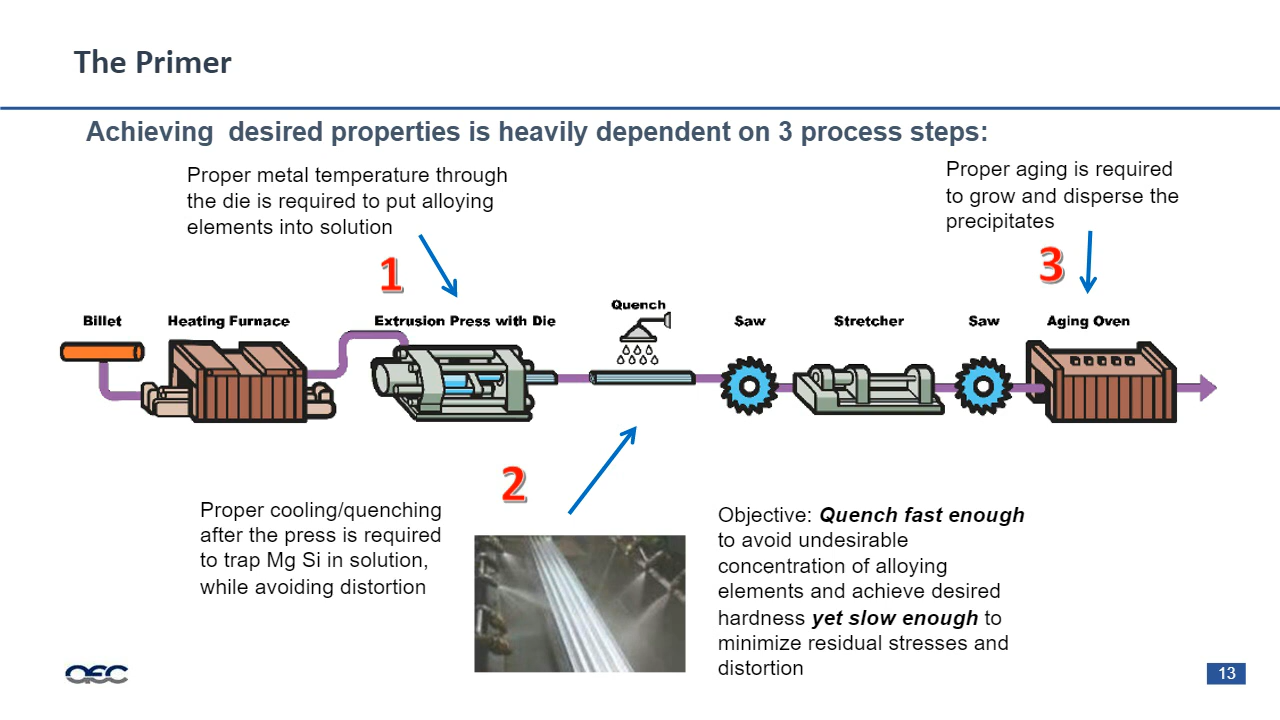 The Primer
Achieving  desired properties is heavily dependent on 3 process steps:
Proper metal temperature through
the die is required to put alloying
elements into solution
Proper aging is required
to grow and disperse the
precipitates
1
3
Billet
Heating Furnace
Extrusion Press with Die
Quench
Saw
Stretcher
Saw
Aging Oven
2
Proper cooling/quenching
after the press is required
to trap Mg Si in solution,
while avoiding distortion
Objective: Quench fast enough
to avoid undesirable
concentration of alloying
elements and achieve desired
hardness yet slow enough to
minimize residual stresses and
distortion
aec
13